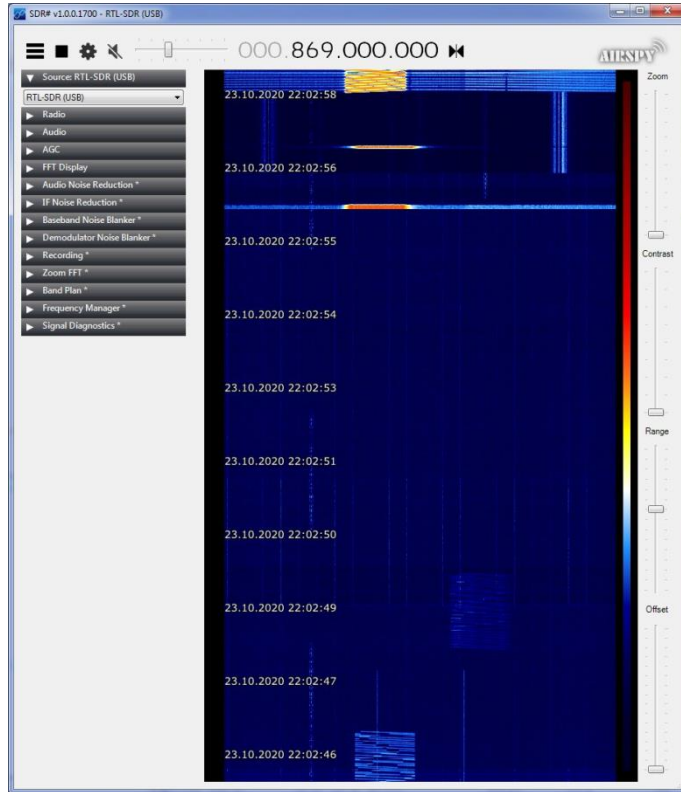 SDR# v1.0.0.1700 - RTL-SDR (USB)
000.869.000.000
AIRSPY
Source: RTL-SDR (USB)
RTL-SDR (USB)
Radio
Audio
AGC
FFT Display
Audio Noise Reduction *
IF Noise Reduction *
Baseband Noise Blanker *
Demodulator Noise Blanker *
Recording *
Zoom FFT *
Band Plan *
Frequency Manager *
Signal Diagnostics *
23.10.2020 22:02:58
23.10.2020 22:02:56
23.10.2020 22:02:55
23.10.2020 22:02:54
23.10.2020 22:02:53
23.10.2020 22:02:51
23.10.2020 22:02:50
23.10.2020 22:02:49
23.10.2020 22:02:47
23.10.2020 22:02:46
Zoom
Contrast
Range
Offset